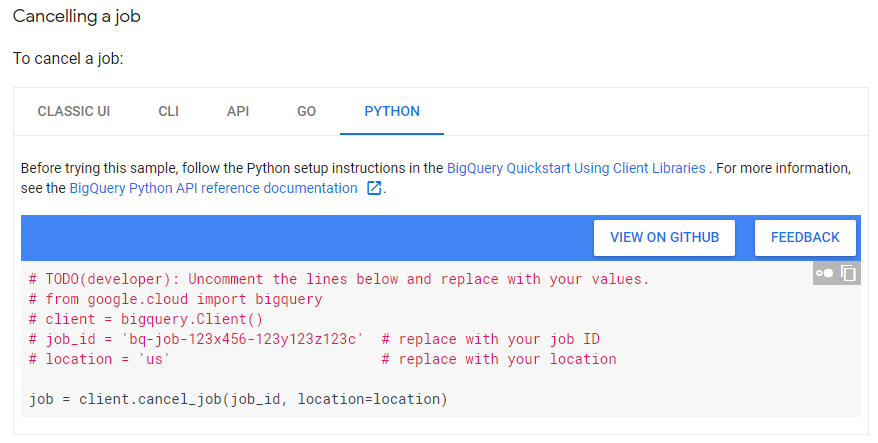 Cancelling a job
To cancel a job:
CLASSIC UI CLI API GO PYTHON
Before trying this sample, follow the Python setup instructions in the BigQuery Quickstart Using Client Libraries . For more information,
see the BigQuery Python API reference documentation .
VIEW ON GITHUB FEEDBACK
# TODO(developer): Uncomment the lines below and replace with your values.
# from google.cloud import bigquery
# client = bigquery.Client()
# job_id = 'bq-job-123x456-123y123z123c'  # replace with your job ID
# location = 'us'                         # replace with your location
job = client.cancel_job(job_id, location=location)